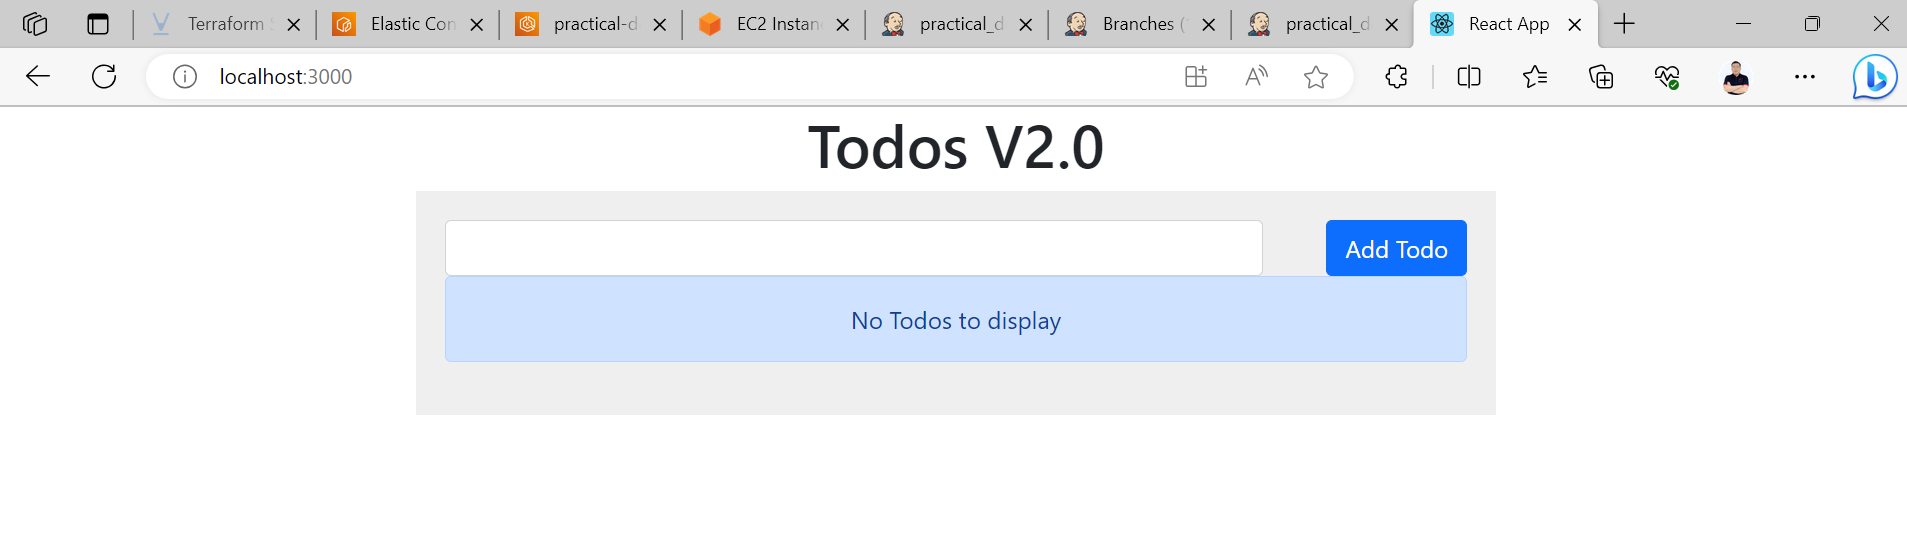 Terraform
Elastic Con
practical-d
EC2 Instan
practical_d
Branches (
practical_d
React App
localhost:3000
Todos V2.0
Add Todo
No Todos to display